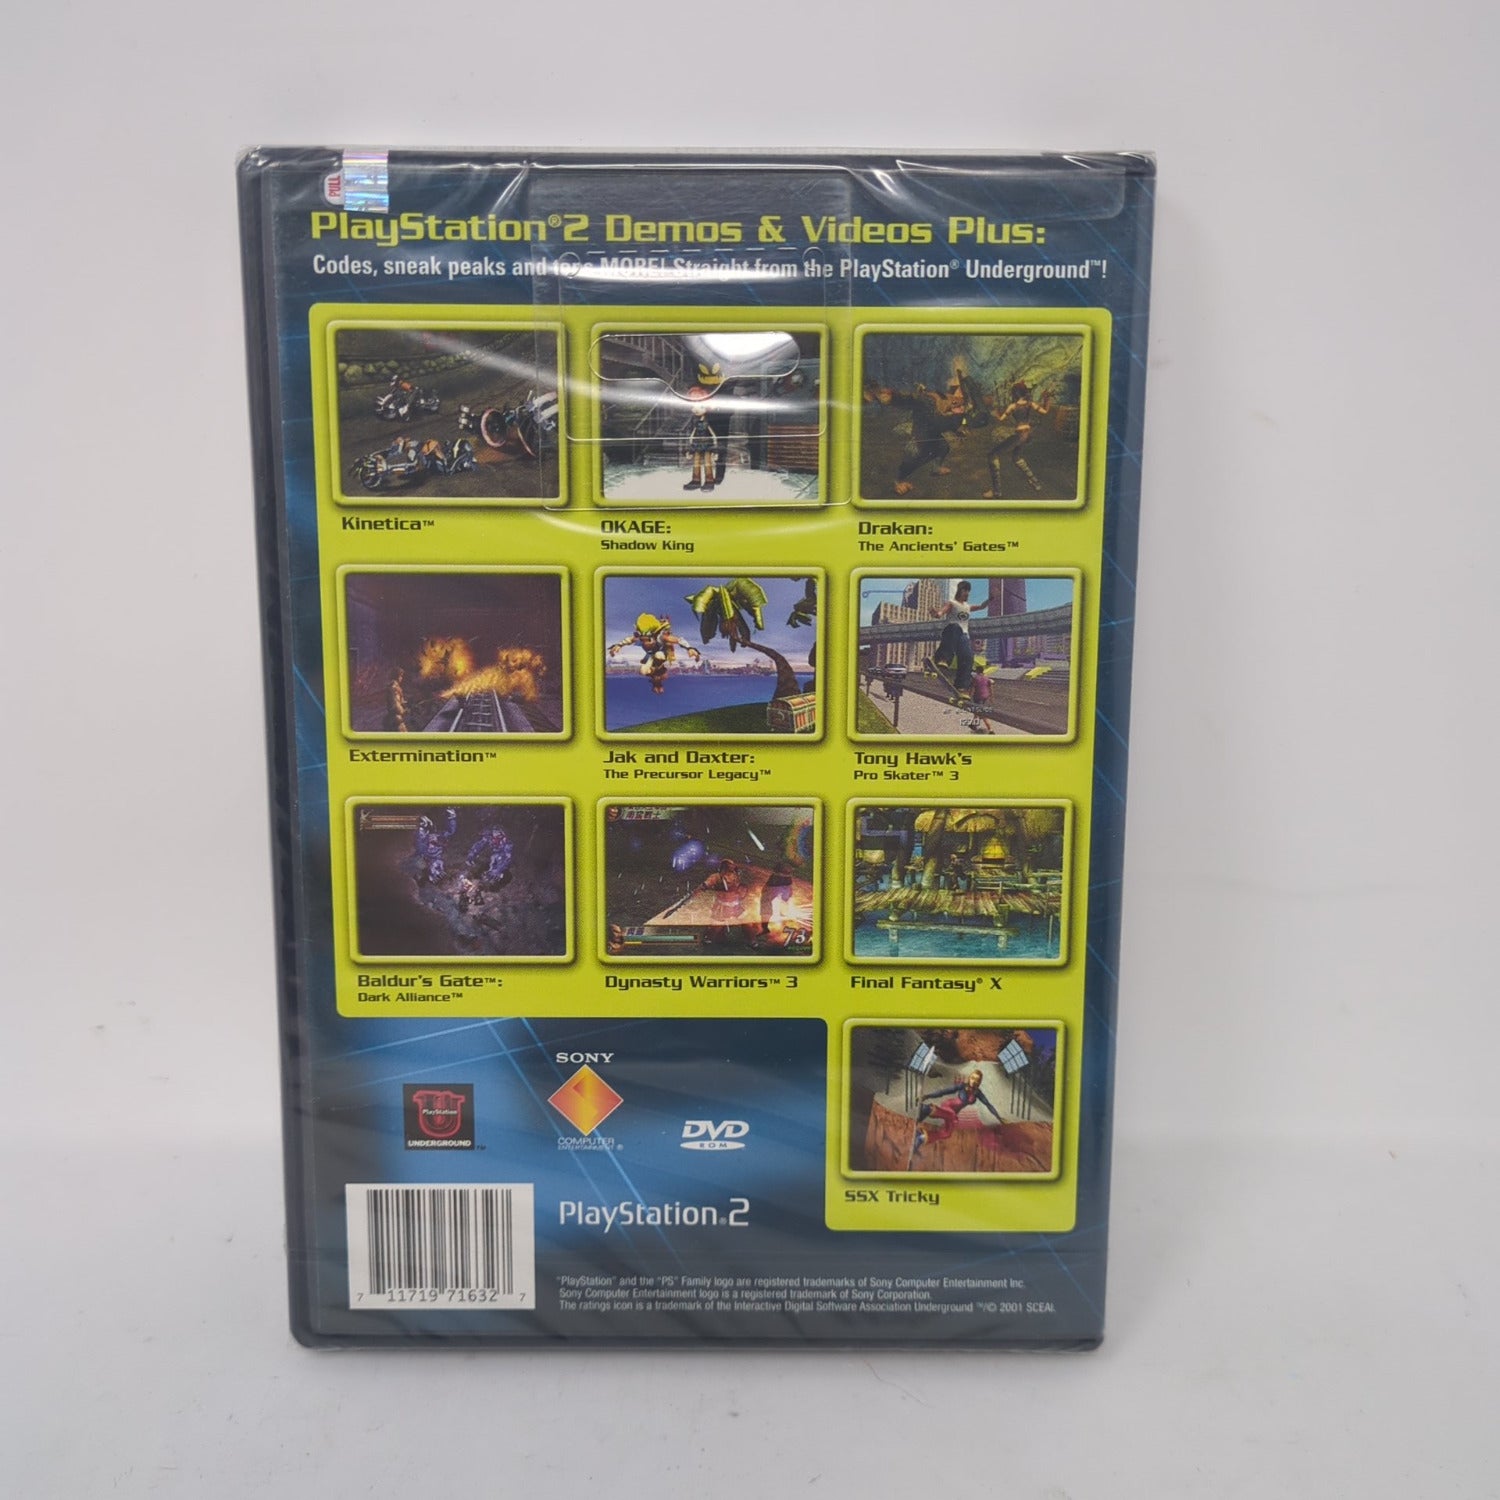 PULL
PlayStation®2 Demos & Videos Plus:
Codes, sneak peaks and tons MORE! Straight from the PlayStation® Underground™!
Kinetica™
OKAGE:
Shadow King
Drakan:
The Ancients' Gates™
Extermination™
Jak and Daxter:
The Precursor Legacy™
Tony Hawk's
Pro Skater™ 3
Baldur's Gate™:
Dark Alliance™
Dynasty Warriors™ 3
Final Fantasy® X
SSX Tricky
PlayStation
UNDERGROUND™
SONY
COMPUTER
ENTERTAINMENT®
DVD
ROM
PlayStation®2
7 11719 71632 7
"PlayStation" and the "PS" Family logo are registered trademarks of Sony Computer Entertainment Inc.
Sony Computer Entertainment logo is a registered trademark of Sony Corporation.
The ratings icon is a trademark of the Interactive Digital Software Association Underground ™/© 2001 SCEAI.